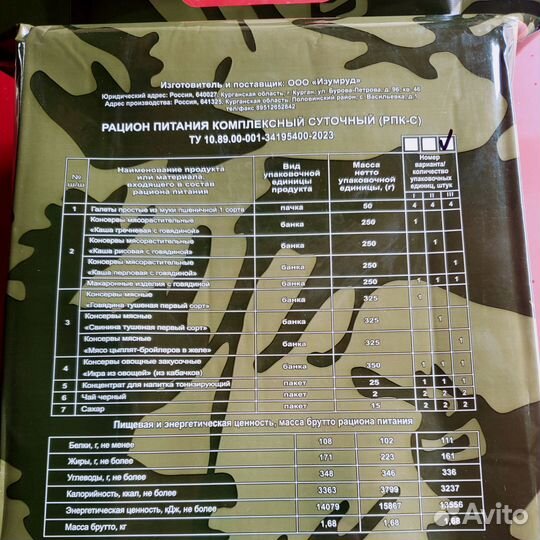 Изготовитель и поставщик: ООО «Изумруд»
Юридический адрес: Россия, 640027, Курганская область, г. Курган, ул. Бурова-Петрова, д. 96, кв. 46
Адрес производства: Россия, 641325, Курганская область, Половинский район, с. Васильевка, д.1
тел/факс 89512652642
РАЦИОН ПИТАНИЯ КОМПЛЕКСНЫЙ СУТОЧНЫЙ (РПК-С)
ТУ 10.89.00-001-34195400-2023
№ ш/ш Наименование продукта или материала, входящего в состав рациона питания Вид упаковочной единицы продукта Масса нетто упаковочной единицы, (г) Номер варианта/ количество упаковочных единиц, штук
I II III
1 Галеты простые из муки пшеничной 1 сорта пачка 50 4 4 4
2 Консервы мясорастительные «Каша гречневая с говядиной» банка 250 1
Консервы мясорастительные «Каша рисовая с говядиной» банка 250 1
Консервы мясорастительные «Каша перловая с говядиной» банка 250 1
Макаронные изделия с говядиной банка 250 1 1 1
3 Консервы мясные «Говядина тушеная первый сорт» банка 325 1
Консервы мясные «Свинина тушеная первый сорт» банка 325 1
Консервы мясные «Мясо цыплят-бройлеров в желе» банка 325 1
4 Консервы овощные закусочные «Икра из овощей» (из кабачков) банка 350 1 1 1
5 Концентрат для напитка тонизирующий пакет 25 1 1 1
6 Чай черный пакет 2 2 2 2
7 Сахар пакет 15 2 2 2
Пищевая и энергетическая ценность, масса брутто рациона питания
Белки, г, не менее 108 102 111
Жиры, г, не более 171 223 161
Углеводы, г, не более 348 346 336
Калорийность, ккал, не более 3363 3799 3237
Энергетическая ценность, кДж, не более 14079 15867 13556
Масса брутто, кг 1,68 1,68 1,68
Avito